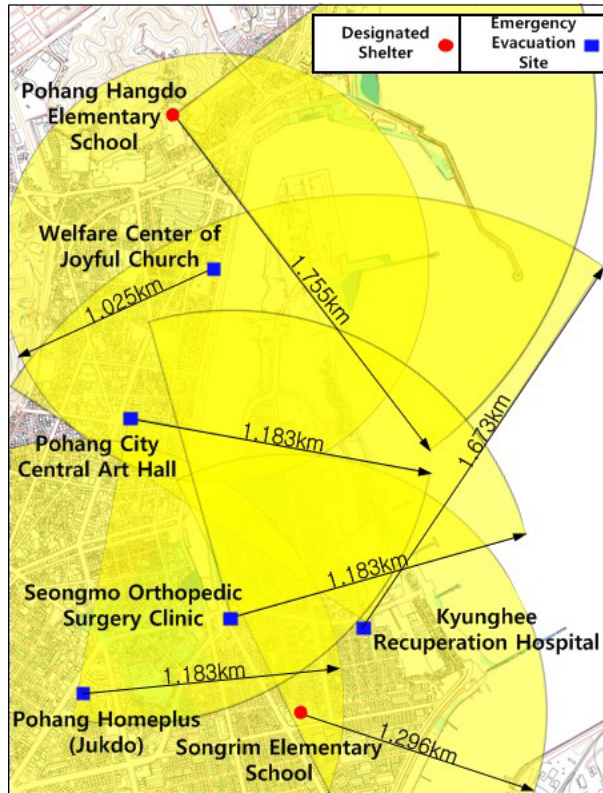 Designated
Shelter
Emergency
Evacuation
Site
Pohang Hangdo
Elementary
School
Welfare Center of
Joyful Church
1.025km
1.755km
1.673km
Pohang City
Central Art Hall
1.183km
Seongmo Orthopedic
Surgery Clinic
1.183km
Kyunghee
Recuperation Hospital
1.183km
Pohang Homeplus
(Jukdo)
Songrim Elementary
School
1.296km